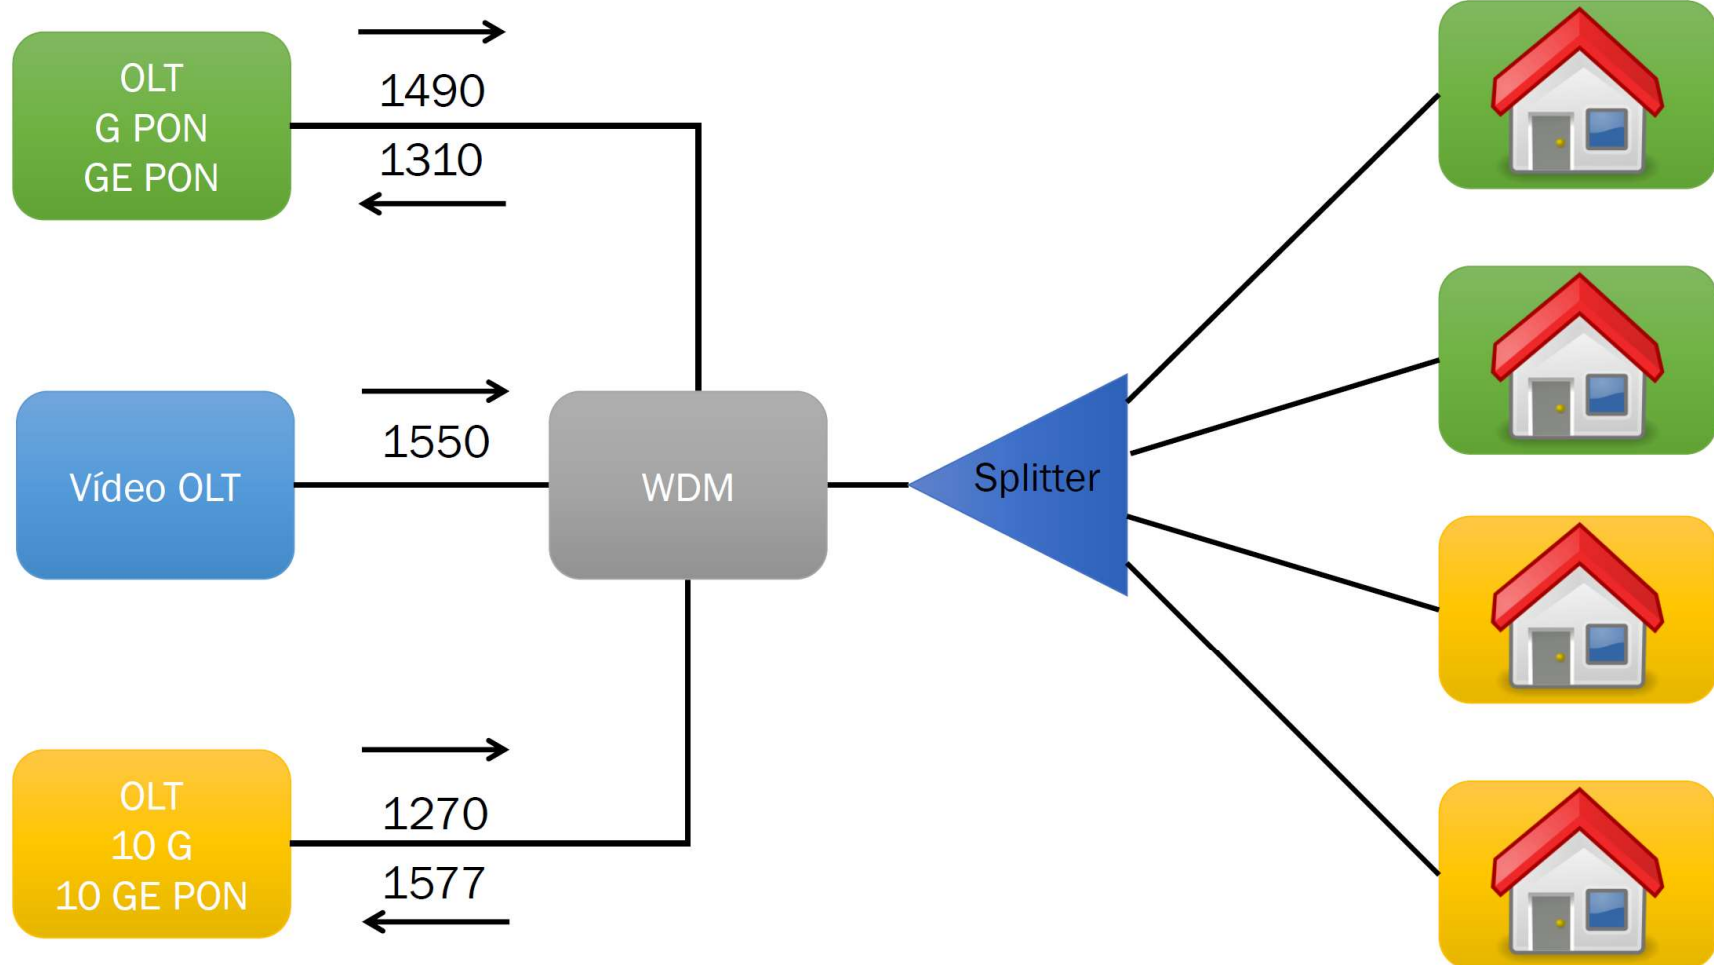 OLT
G PON
GE PON
1490
1310
Vídeo OLT
1550
WDM
Splitter
OLT
10 G
10 GE PON
1270
1577